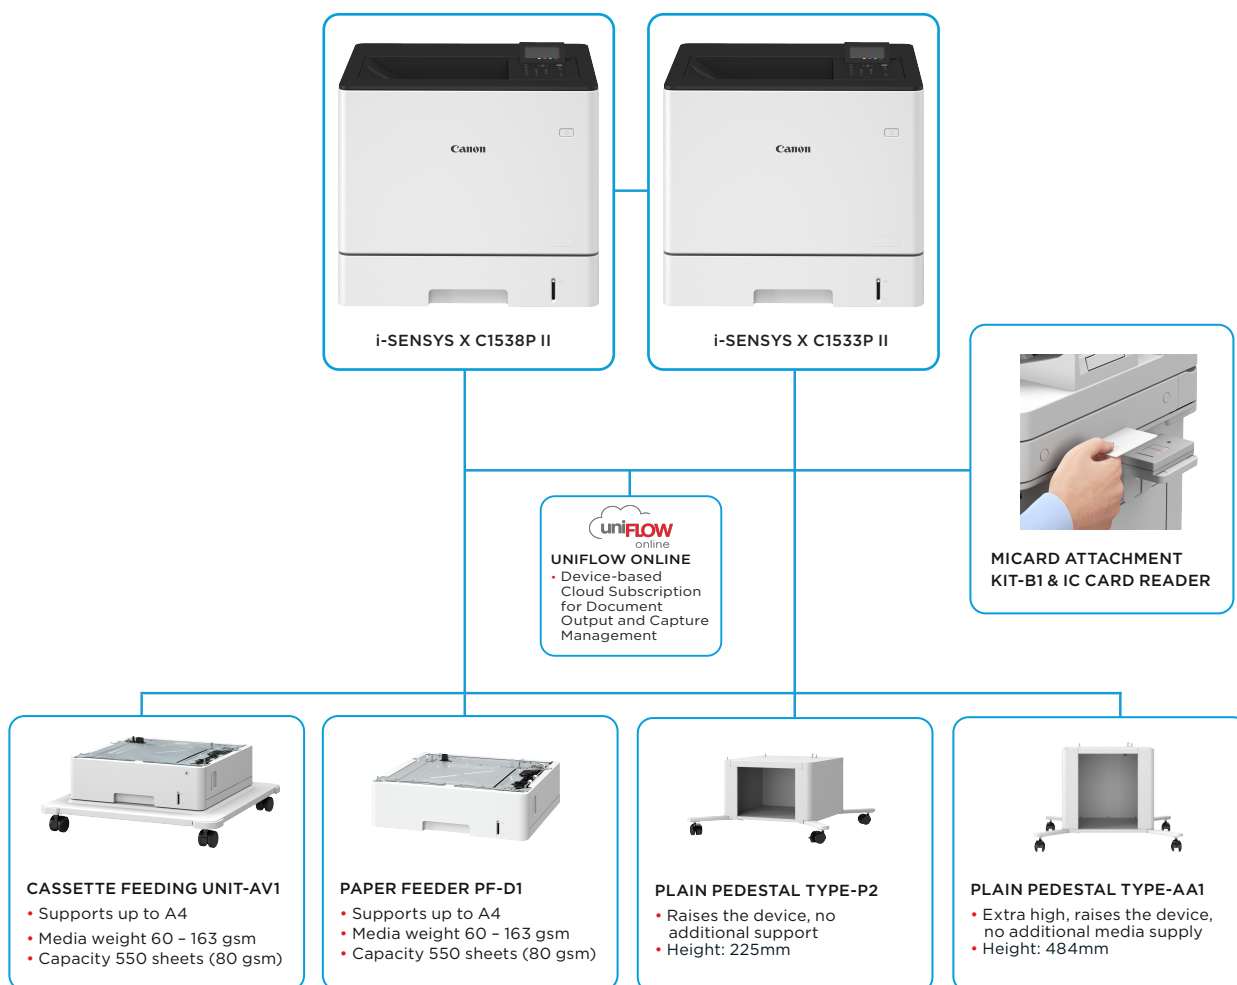 Canon
Canon
i-SENSYS X C1538P II
i-SENSYS X C1533P II
MICARD ATTACHMENT
KIT-B1 & IC CARD READER
uniFLOW
online
UNIFLOW ONLINE
• Device-based
Cloud Subscription
for Document
Output and Capture
Management
CASSETTE FEEDING UNIT-AV1
• Supports up to A4
• Media weight 60 – 163 gsm
• Capacity 550 sheets (80 gsm)
PAPER FEEDER PF-D1
• Supports up to A4
• Media weight 60 – 163 gsm
• Capacity 550 sheets (80 gsm)
PLAIN PEDESTAL TYPE-P2
• Raises the device, no
additional support
• Height: 225mm
PLAIN PEDESTAL TYPE-AA1
• Extra high, raises the device,
no additional media supply
• Height: 484mm